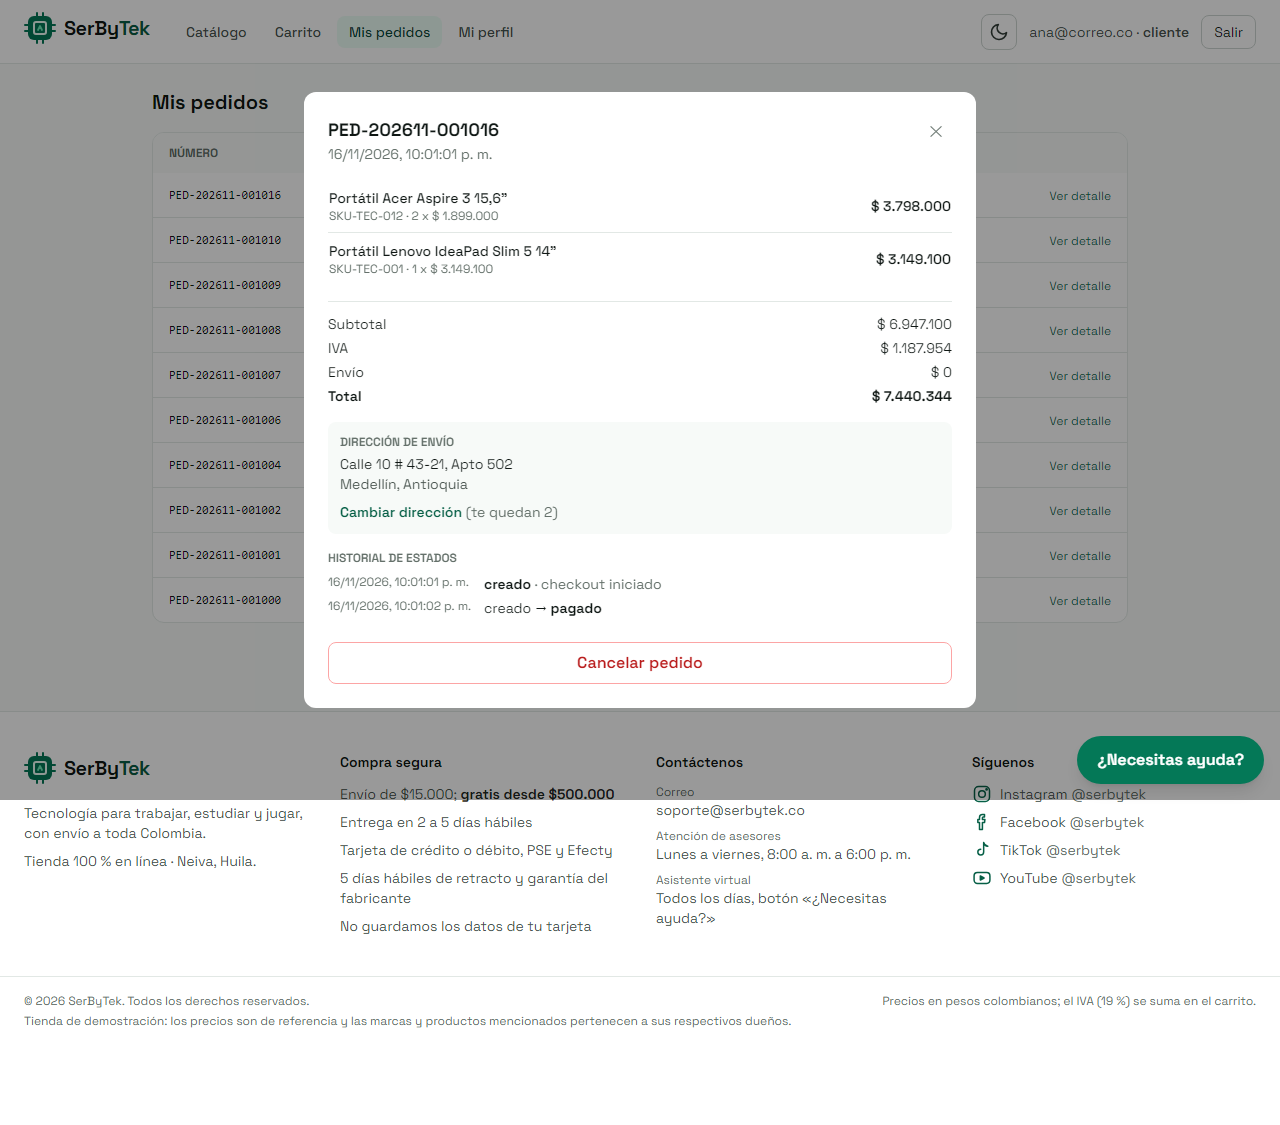 SerByTek
Catálogo
Carrito
Mis pedidos
Mi perfil
ana@correo.co · cliente
Salir
Mis pedidos
NÚMERO
PED-202611-001016
Ver detalle
PED-202611-001010
Ver detalle
PED-202611-001009
Ver detalle
PED-202611-001008
Ver detalle
PED-202611-001007
Ver detalle
PED-202611-001006
Ver detalle
PED-202611-001004
Ver detalle
PED-202611-001002
Ver detalle
PED-202611-001001
Ver detalle
PED-202611-001000
Ver detalle
PED-202611-001016
16/11/2026, 10:01:01 p. m.
Portátil Acer Aspire 3 15,6”
SKU-TEC-012 · 2 x $ 1.899.000
$ 3.798.000
Portátil Lenovo IdeaPad Slim 5 14”
SKU-TEC-001 · 1 x $ 3.149.100
$ 3.149.100
Subtotal
$ 6.947.100
IVA
$ 1.187.954
Envío
$ 0
Total
$ 7.440.344
DIRECCIÓN DE ENVÍO
Calle 10 # 43-21, Apto 502
Medellín, Antioquia
Cambiar dirección (te quedan 2)
HISTORIAL DE ESTADOS
16/11/2026, 10:01:01 p. m. creado · checkout iniciado
16/11/2026, 10:01:02 p. m. creado → pagado
Cancelar pedido
SerByTek
Tecnología para trabajar, estudiar y jugar,
con envío a toda Colombia.
Tienda 100 % en línea · Neiva, Huila.
Compra segura
Envío de $15.000; gratis desde $500.000
Entrega en 2 a 5 días hábiles
Tarjeta de crédito o débito, PSE y Efecty
5 días hábiles de retracto y garantía del
fabricante
No guardamos los datos de tu tarjeta
Contáctenos
Correo
soporte@serbytek.co
Atención de asesores
Lunes a viernes, 8:00 a. m. a 6:00 p. m.
Asistente virtual
Todos los días, botón «¿Necesitas
ayuda?»
Síguenos
¿Necesitas ayuda?
Instagram @serbytek
Facebook @serbytek
TikTok @serbytek
YouTube @serbytek
© 2026 SerByTek. Todos los derechos reservados.
Precios en pesos colombianos; el IVA (19 %) se suma en el carrito.
Tienda de demostración: los precios son de referencia y las marcas y productos mencionados pertenecen a sus respectivos dueños.